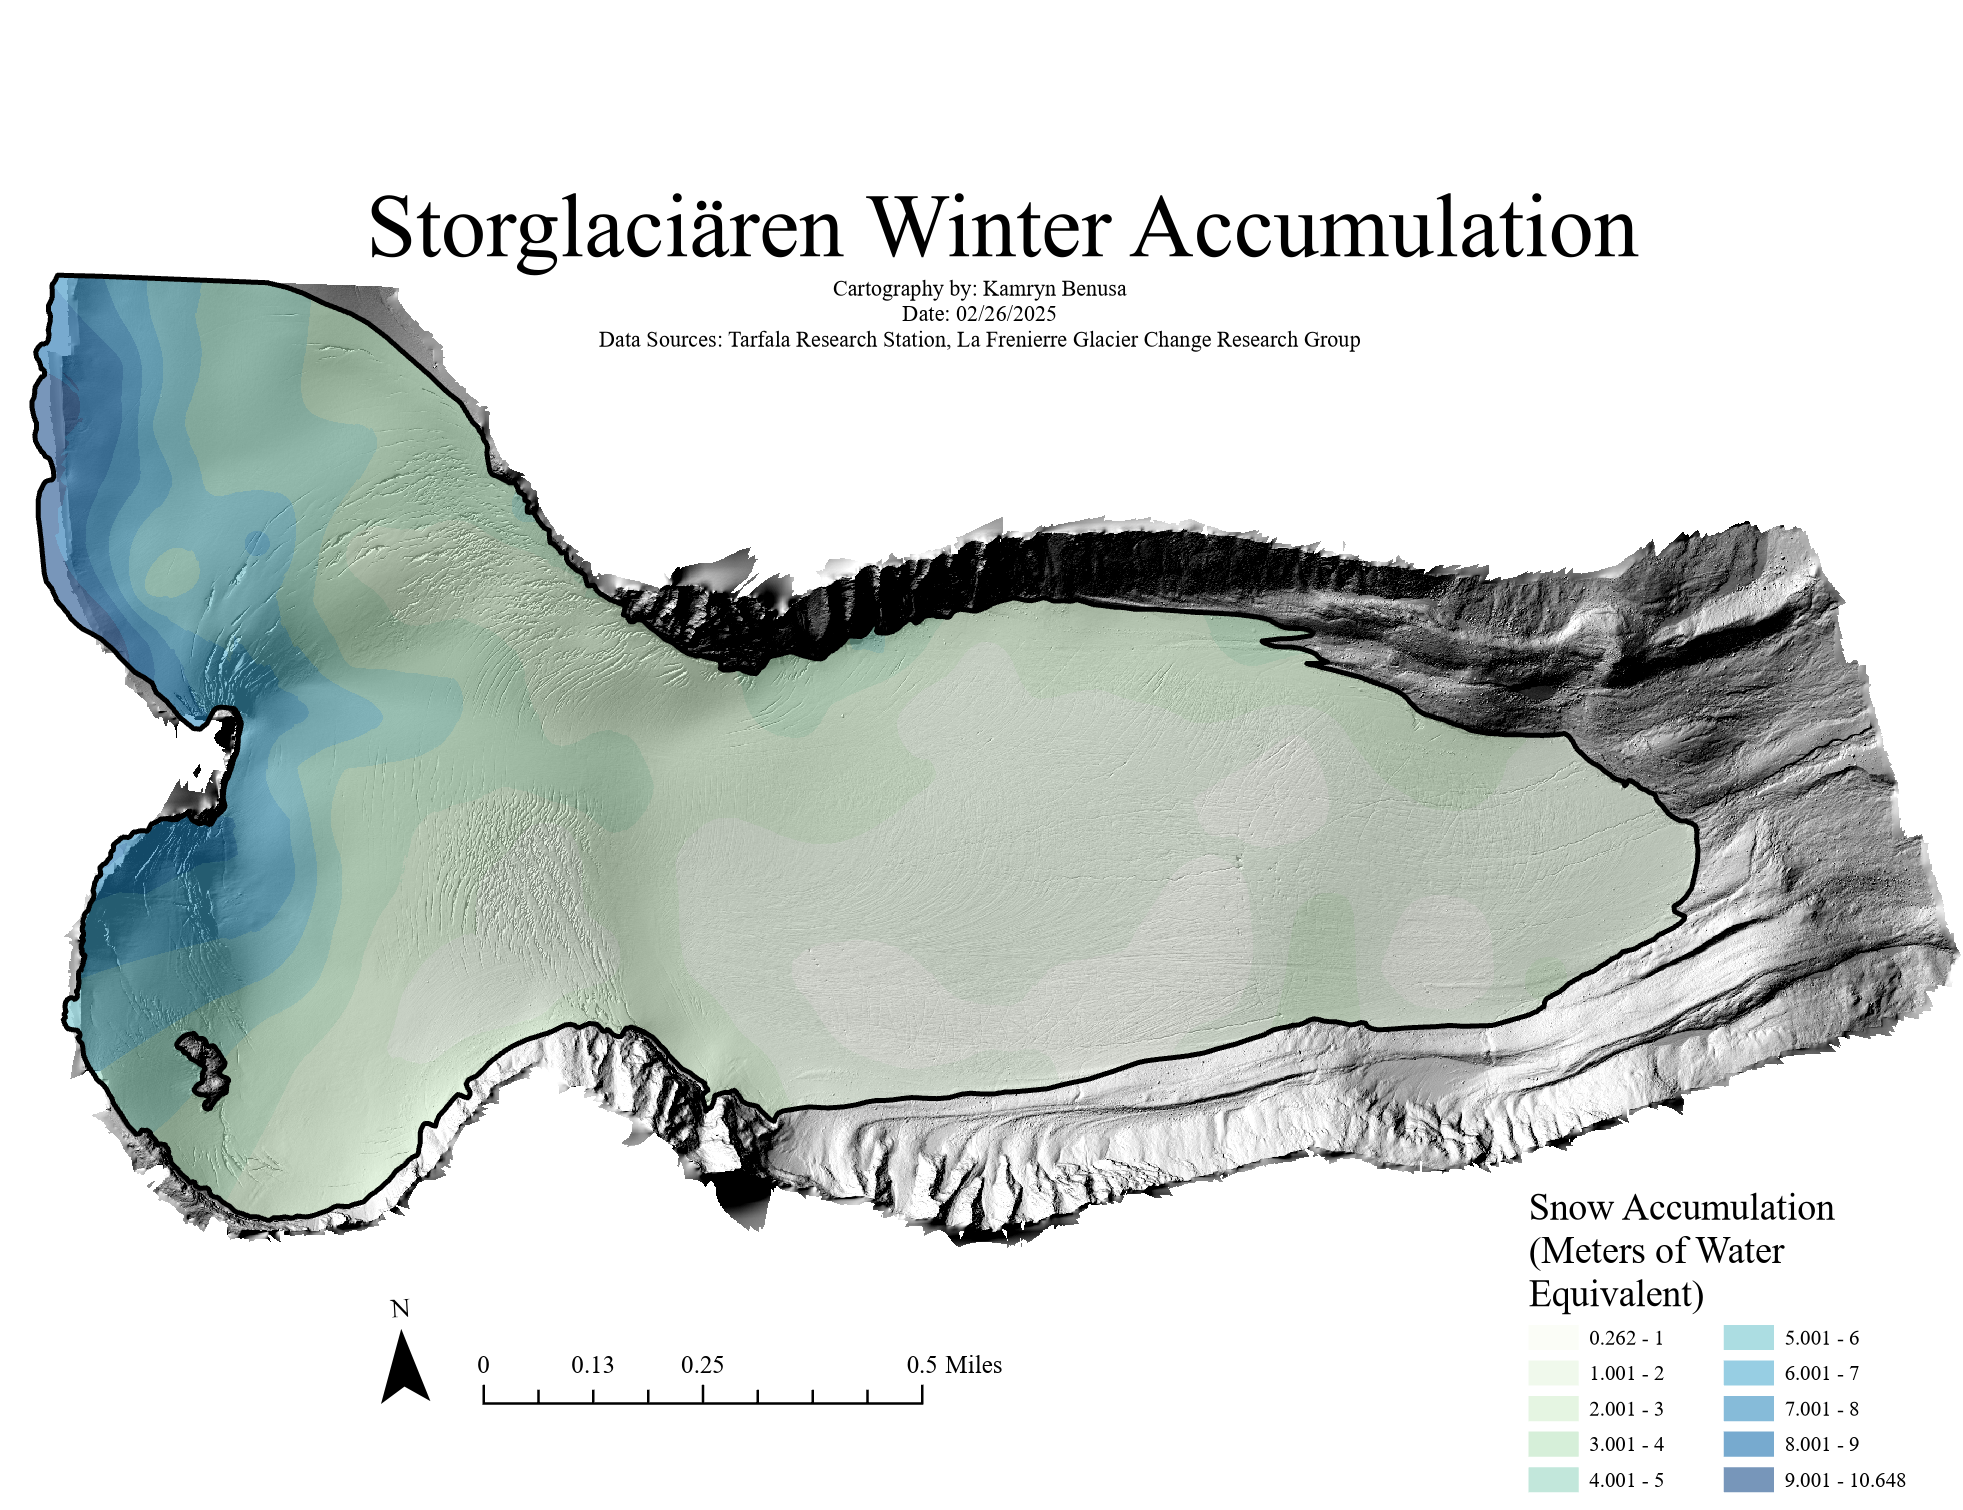 Storglaciären Winter Accumulation
Cartography by: Kamryn Benusa
Date: 02/26/2025
Data Sources: Tarfala Research Station, La Frenierre Glacier Change Research Group
Snow Accumulation
(Meters of Water
Equivalent)
0.262 - 1
1.001 - 2
2.001 - 3
3.001 - 4
4.001 - 5
5.001 - 6
6.001 - 7
7.001 - 8
8.001 - 9
9.001 - 10.648
N
0 0.13 0.25 0.5 Miles